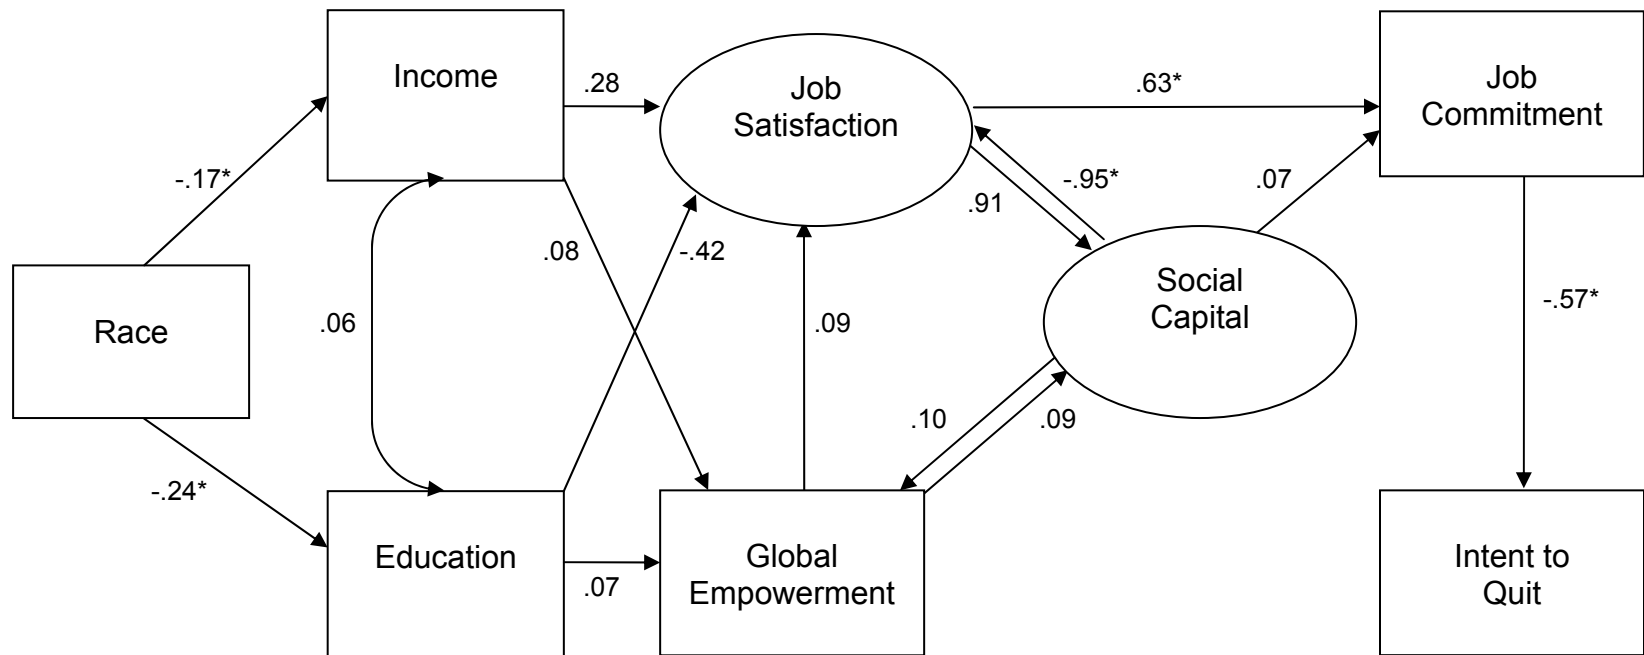 Income
.28
Job
Satisfaction
.63*
Job
Commitment
-.17*
-.95*
.07
.91
.08
-.42
Social
Capital
Race
.06
.09
-.57*
.10
.09
-.24*
Education
.07
Global
Empowerment
Intent to
Quit